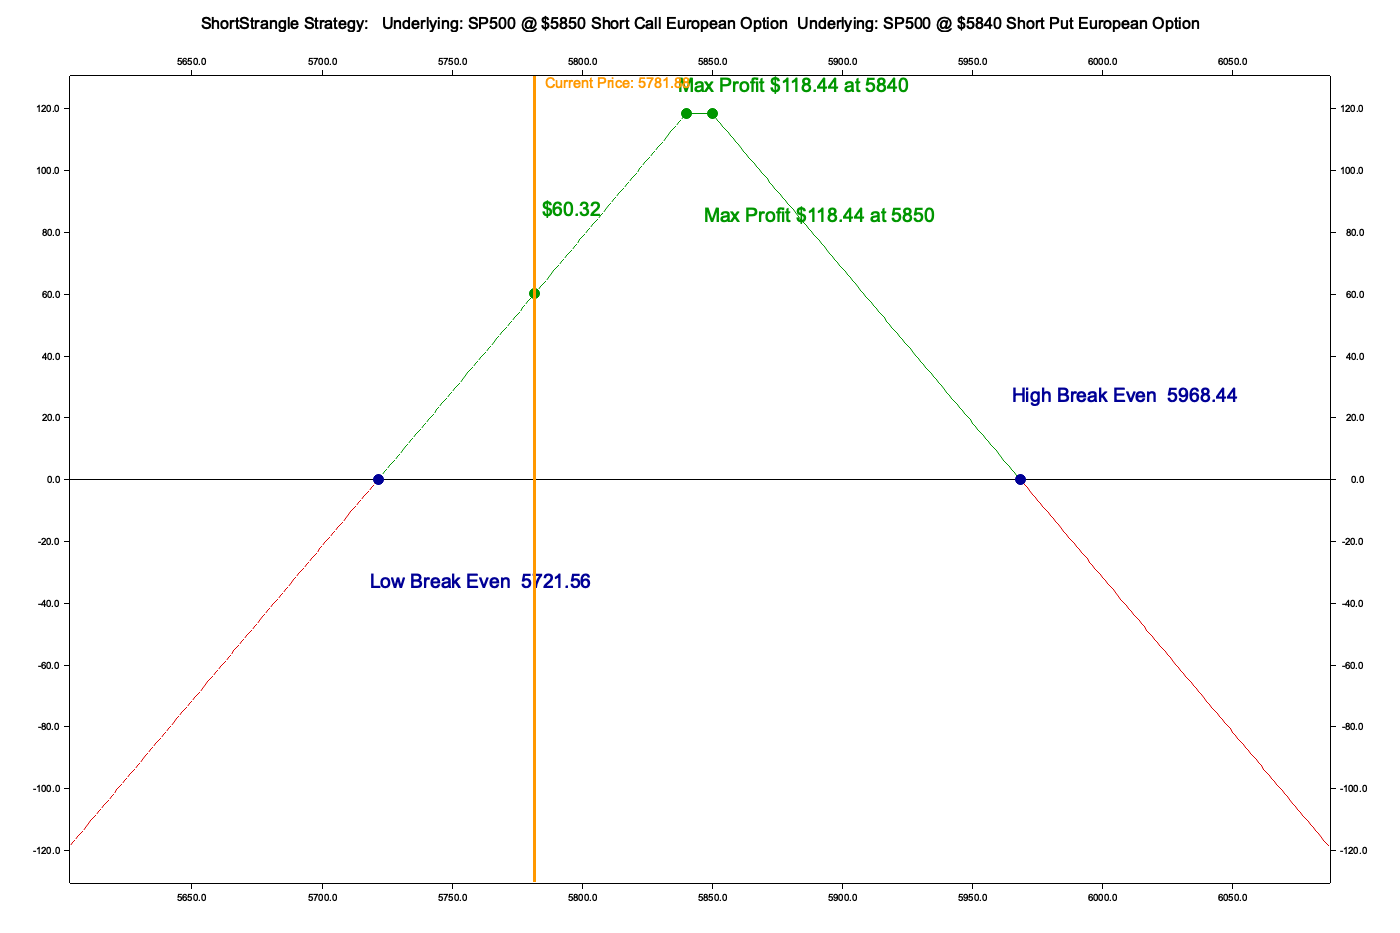 ShortStrangle Strategy:   Underlying: SP500 @ $5850 Short Call European Option  Underlying: SP500 @ $5840 Short Put European Option
5650.0 5700.0 5750.0 5800.0 5850.0 5900.0 5950.0 6000.0 6050.0
Current Price: 5781.88
Max Profit $118.44 at 5840
120.0 120.0
100.0 100.0
$60.32
Max Profit $118.44 at 5850
80.0 80.0
60.0 60.0
40.0 40.0
High Break Even  5968.44
20.0 20.0
0.0 0.0
-20.0 -20.0
Low Break Even  5721.56
-40.0 -40.0
-60.0 -60.0
-80.0 -80.0
-100.0 -100.0
-120.0 -120.0
5650.0 5700.0 5750.0 5800.0 5850.0 5900.0 5950.0 6000.0 6050.0